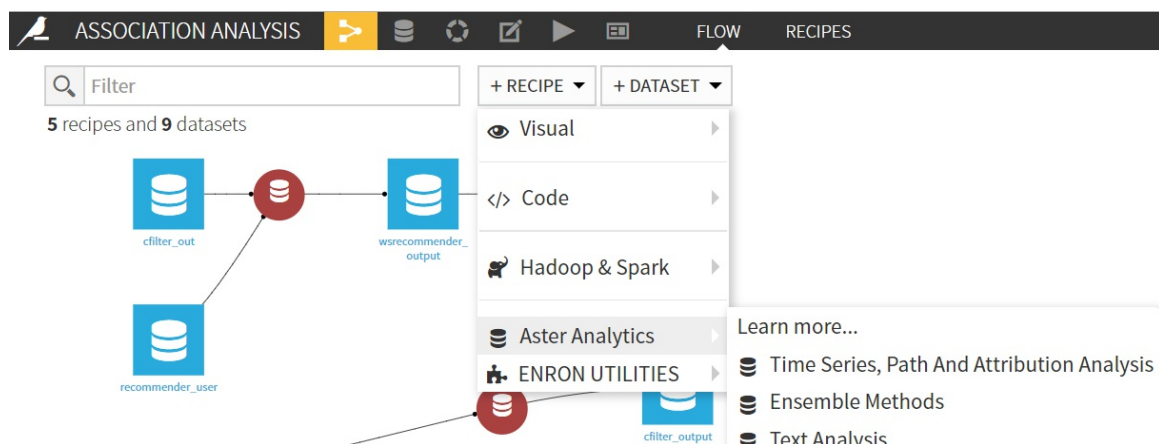 ASSOCIATION ANALYSIS
FLOW RECIPES
Filter
+ RECIPE + DATASET
5 recipes and 9 datasets
Visual
</> Code
Hadoop & Spark
Aster Analytics
ENRON UTILITIES
Learn more...
Time Series, Path And Attribution Analysis
Ensemble Methods
Text Analysis
cfilter_out
wsrecommender_
output
recommender_user
cfilter_output